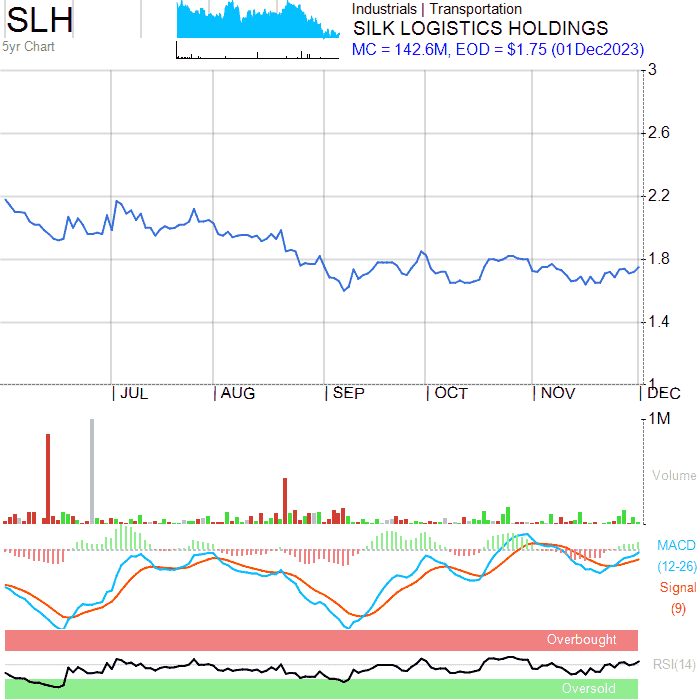 SLH
5yr Chart
Industrials | Transportation
SILK LOGISTICS HOLDINGS
MC = 142.6M, EOD = $1.75 (01Dec2023)
3
2.6
2.2
1.8
1.4
1
| JUL | AUG | SEP | OCT | NOV | DEC
1M
Volume
MACD
(12-26)
Signal
(9)
Overbought
RSI(14)
Oversold